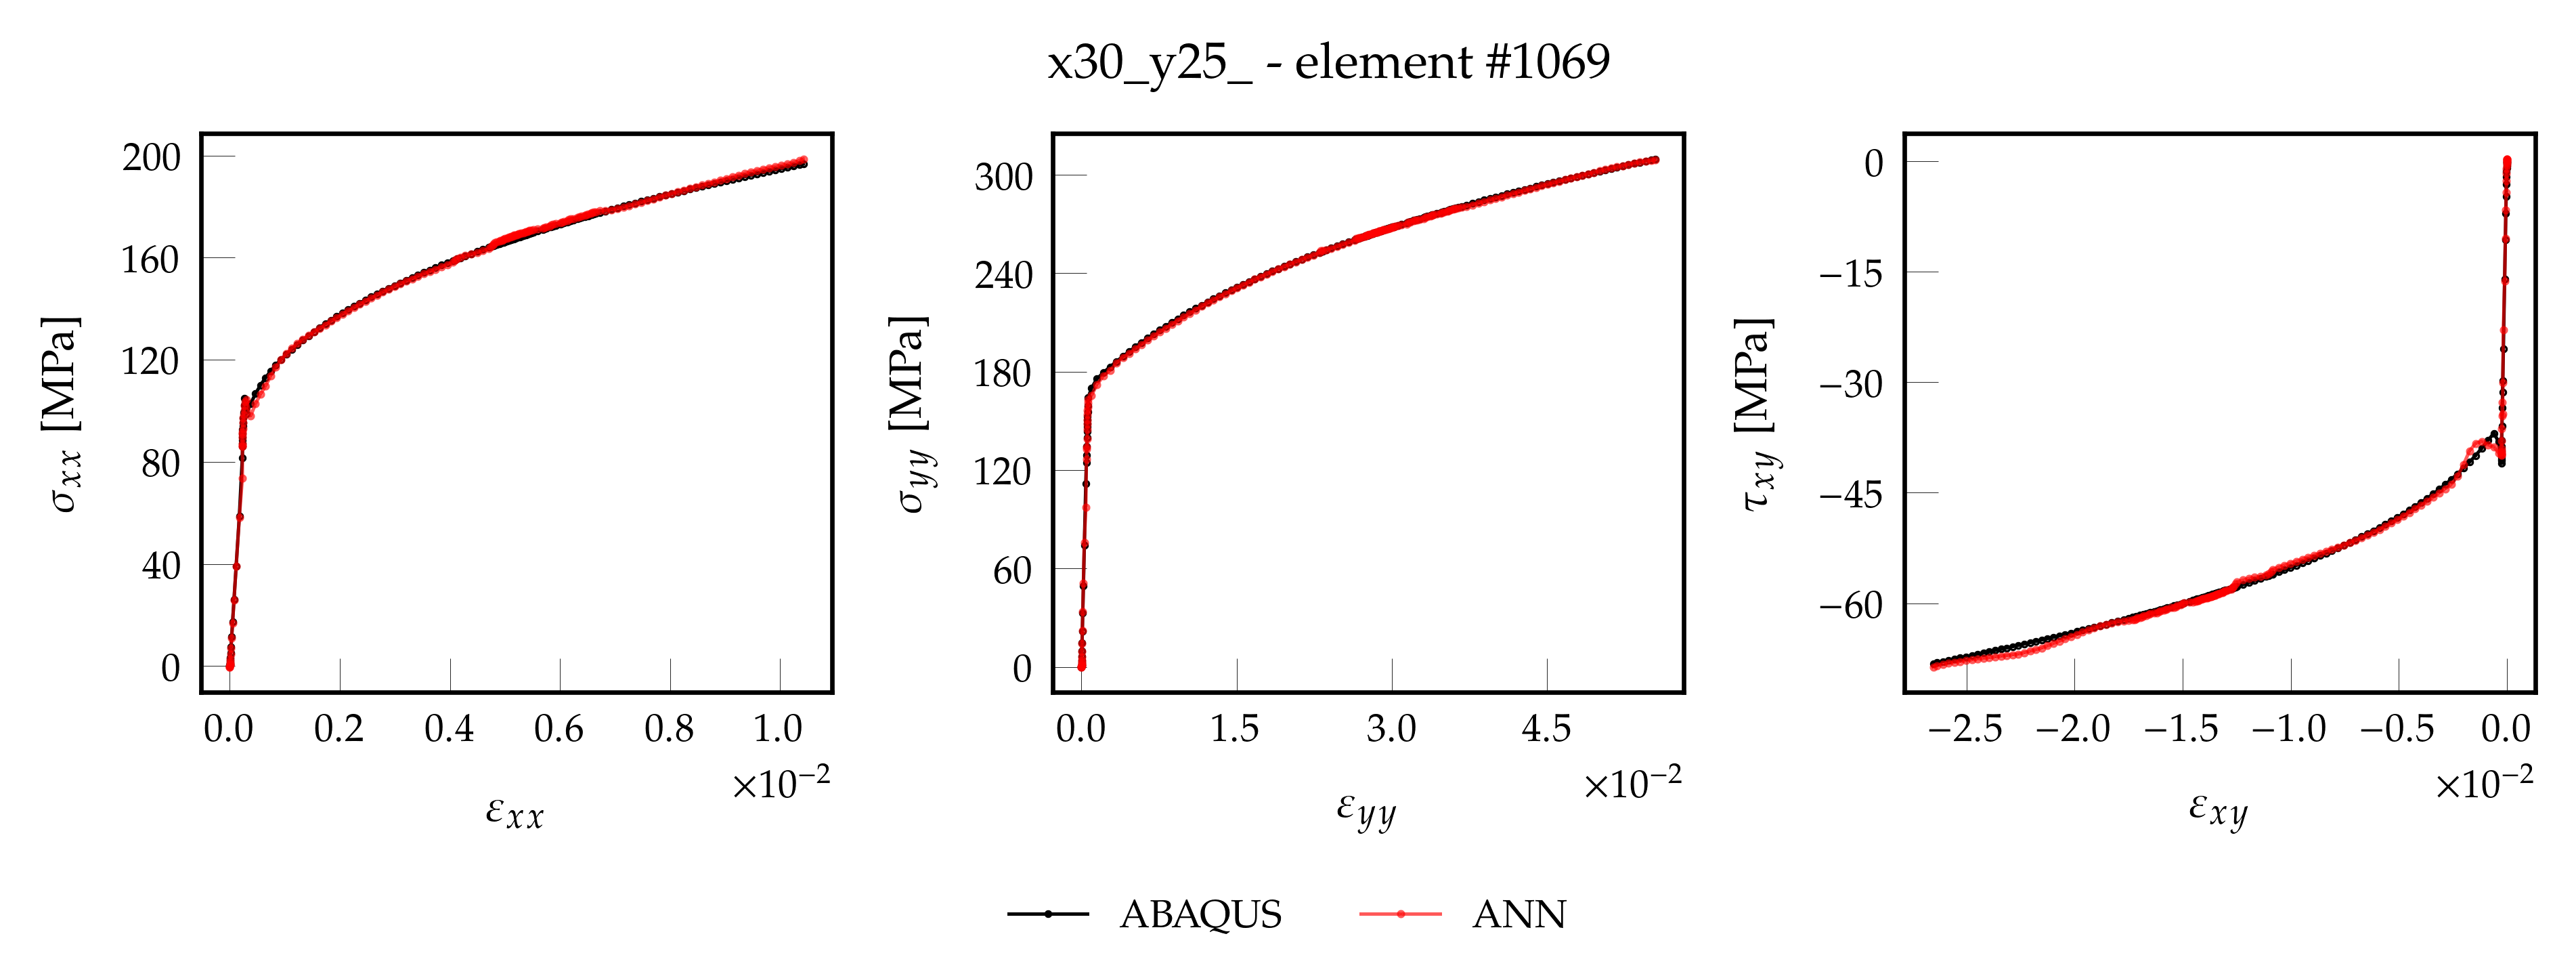 x30_y25_ - element #1069
200
160
120
80
40
0
σxx [MPa]
0.0 0.2 0.4 0.6 0.8 1.0
×10−2
εxx
300
240
180
120
60
0
σyy [MPa]
0.0 1.5 3.0 4.5
×10−2
εyy
0
−15
−30
−45
−60
τxy [MPa]
−2.5 −2.0 −1.5 −1.0 −0.5 0.0
×10−2
εxy
ABAQUS ANN